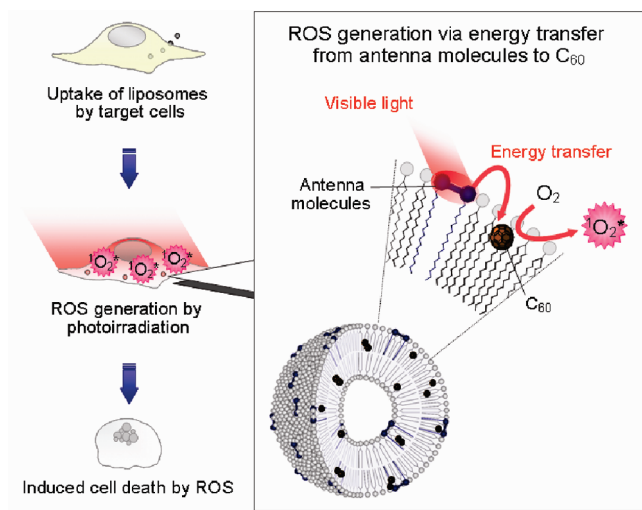 Uptake of liposomes
by target cells
¹O₂*
¹O₂*
¹O₂*
ROS generation by
photoirradiation
Induced cell death by ROS
ROS generation via energy transfer
from antenna molecules to C₆₀
Visible light
Energy transfer
Antenna
molecules
O₂
¹O₂*
C₆₀